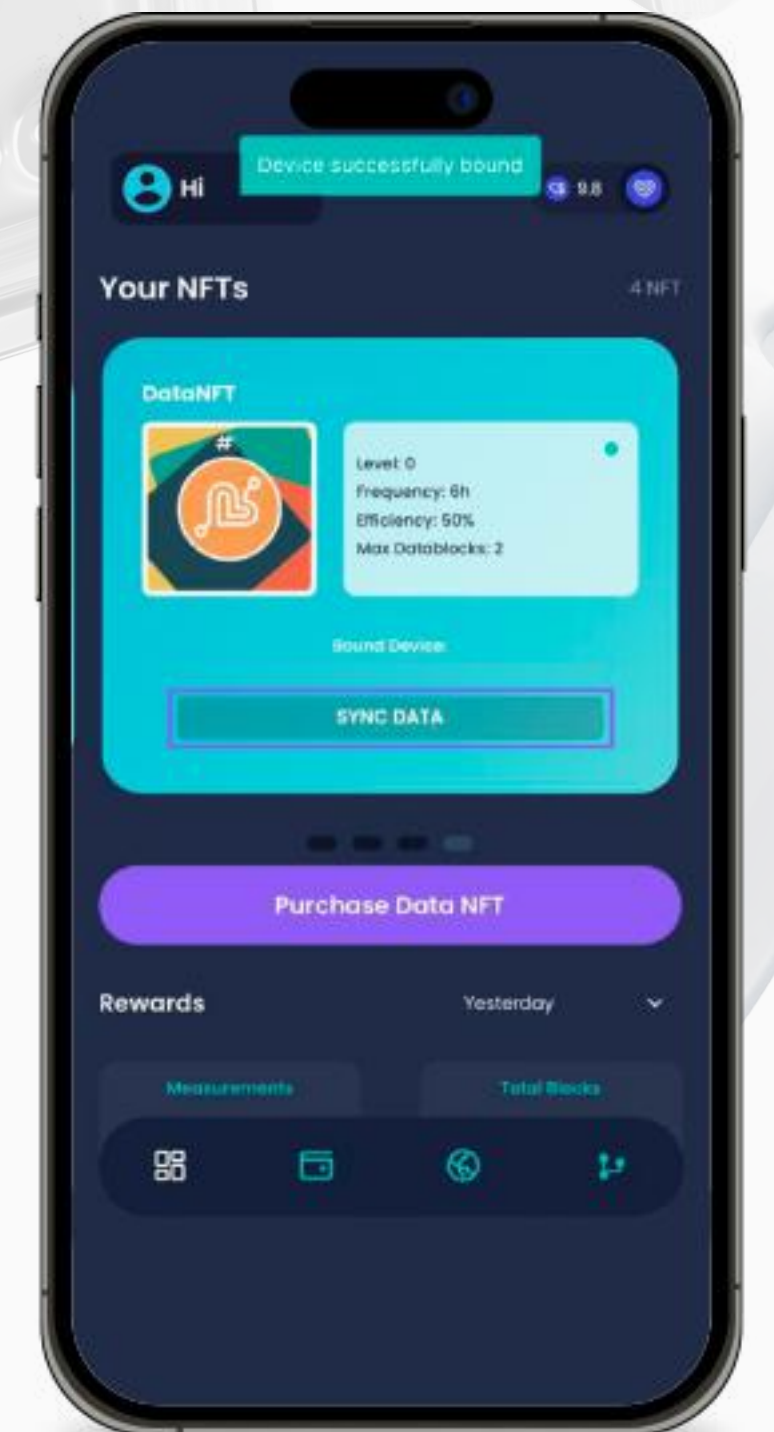 Device successfully bound
Hi
9.8
Your NFTs
4 NFT
DataNFT
#
Level: 0
Frequency: 6h
Efficiency: 50%
Max Datablocks: 2
Bound Device:
SYNC DATA
Purchase Data NFT
Rewards
Yesterday
Measurements
Total Blocks